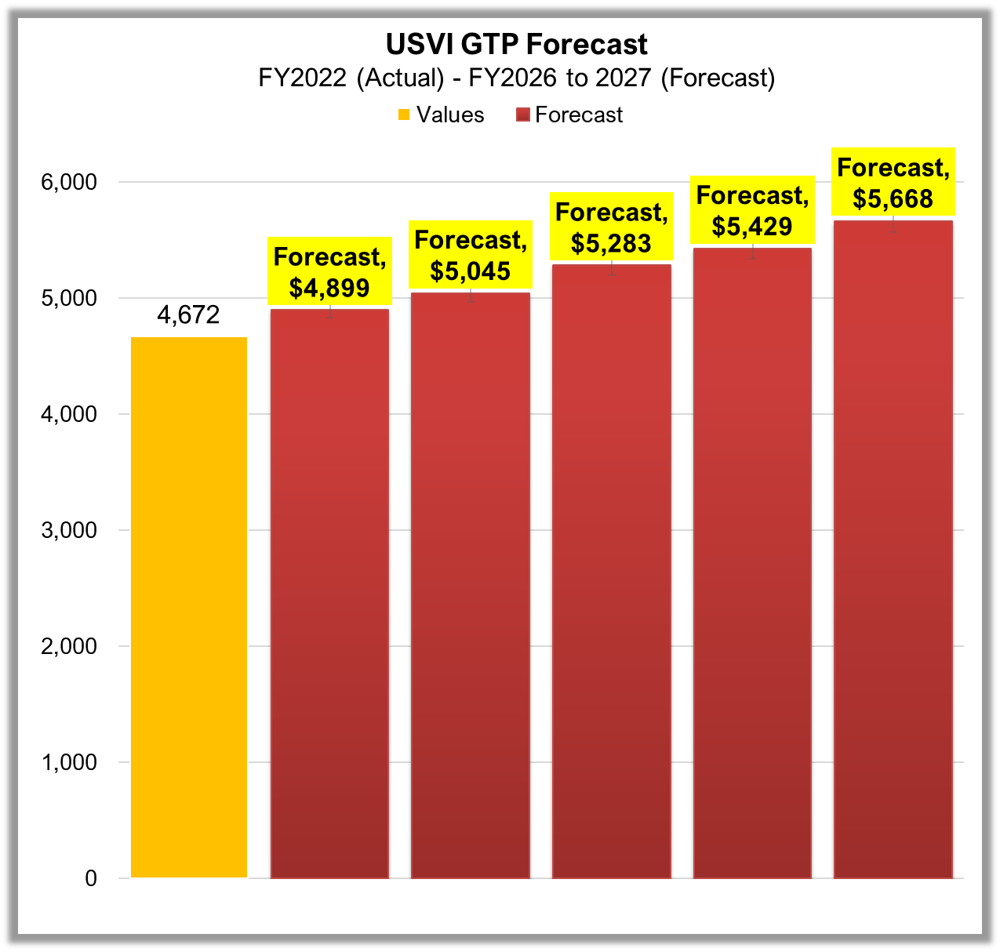 USVI GTP Forecast
FY2022 (Actual) - FY2026 to 2027 (Forecast)
Values
Forecast
6,000
5,000
4,000
3,000
2,000
1,000
0
4,672
Forecast,
$4,899
Forecast,
$5,045
Forecast,
$5,283
Forecast,
$5,429
Forecast,
$5,668